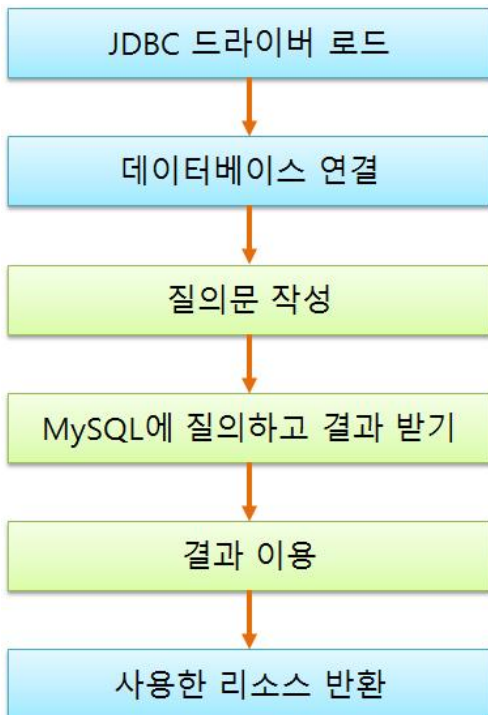 JDBC 드라이버 로드
데이터베이스 연결
질의문 작성
MySQL에 질의하고 결과 받기
결과 이용
사용한 리소스 반환